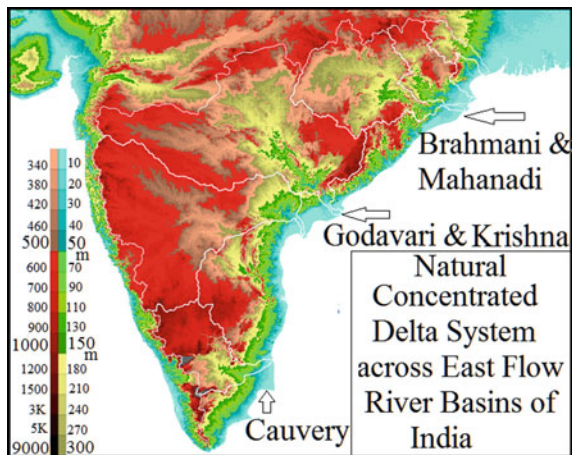 Brahmani &
Mahanadi
Godavari & Krishna
Cauvery
Natural
Concentrated
Delta System
across East Flow
River Basins of
India
340 10
380 20
420 30
460 40
500 50
m
600 70
700 90
800 110
900 130
1000 150
m
1200 180
1500 210
3K 240
5K 270
9000 300